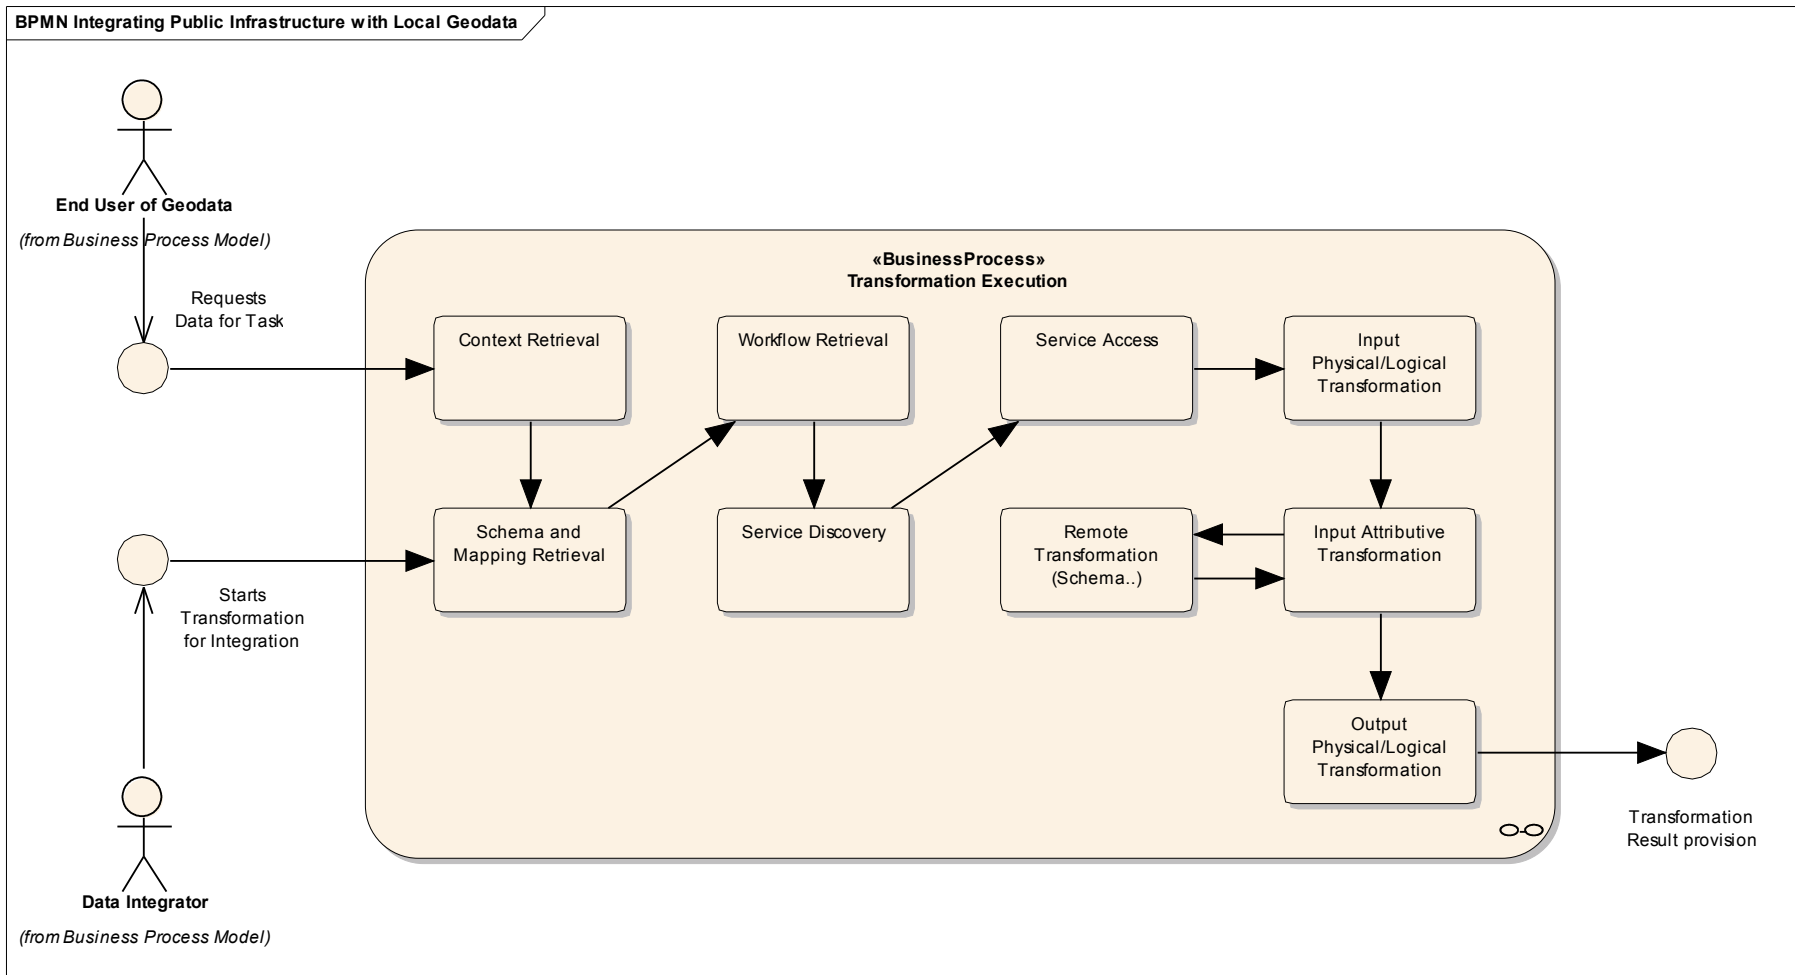 BPMN Integrating Public Infrastructure with Local Geodata
End User of Geodata
(from Business Process Model)
Requests
Data for Task
«BusinessProcess»
Transformation Execution
Context Retrieval
Workflow Retrieval
Service Access
Input
Physical/Logical
Transformation
Schema and
Mapping Retrieval
Service Discovery
Remote
Transformation
(Schema..)
Input Attributive
Transformation
Starts
Transformation
for Integration
Output
Physical/Logical
Transformation
Transformation
Result provision
Data Integrator
(from Business Process Model)